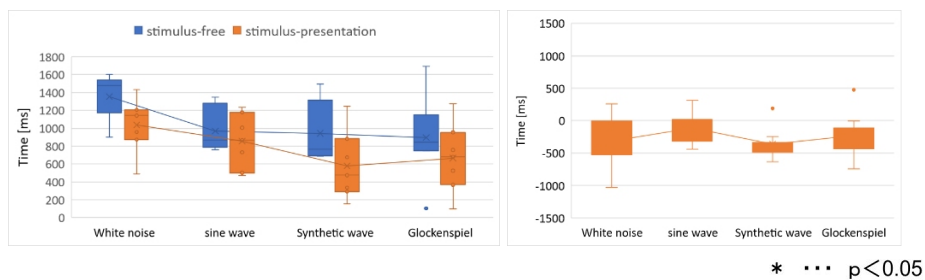 stimulus-free stimulus-presentation
Time [ms]
1800
1600
1400
1200
1000
800
600
400
200
0
White noise sine wave Synthetic wave Glockenspiel
Time [ms]
1500
1000
500
0
-500
-1000
-1500
White noise sine wave Synthetic wave Glockenspiel
* ··· p<0.05